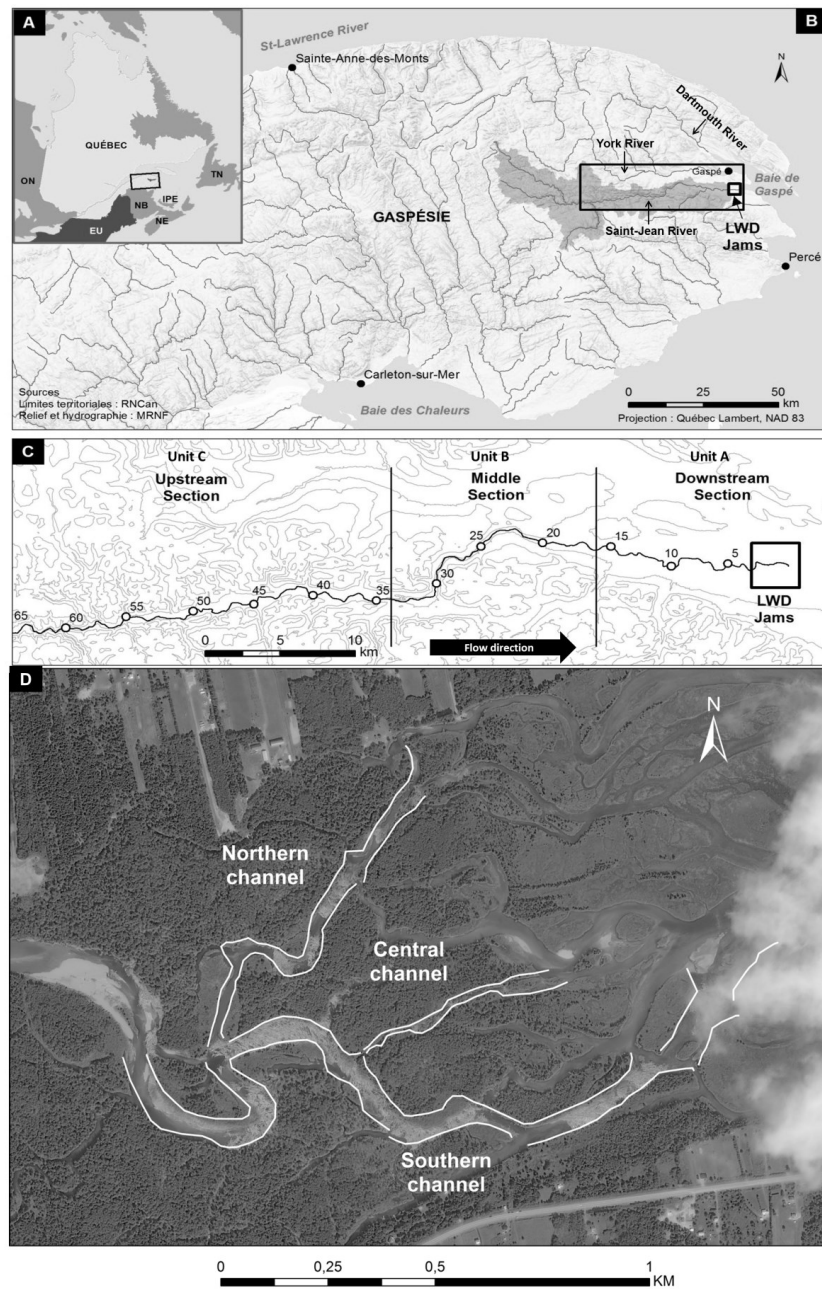 A
QUÉBEC
ON
TN
NB
IPE
NE
EU
B
St-Lawrence River
Sainte-Anne-des-Monts
N
Dartmouth River
York River
Gaspé
Baie de
Gaspé
GASPÉSIE
Saint-Jean River
LWD
Jams
Percé
Carleton-sur-Mer
Baie des Chaleurs
Sources
Limites territoriales : RNCan
Relief et hydrographie : MRNF
0 25 50
km
Projection : Québec Lambert, NAD 83
C
Unit C
Upstream
Section
Unit B
Middle
Section
Unit A
Downstream
Section
65 60 55 50 45 40 35 30 25 20 15 10 5
LWD
Jams
0 5 10
km
Flow direction
D
N
Northern
channel
Central
channel
Southern
channel
0 0,25 0,5 1
KM